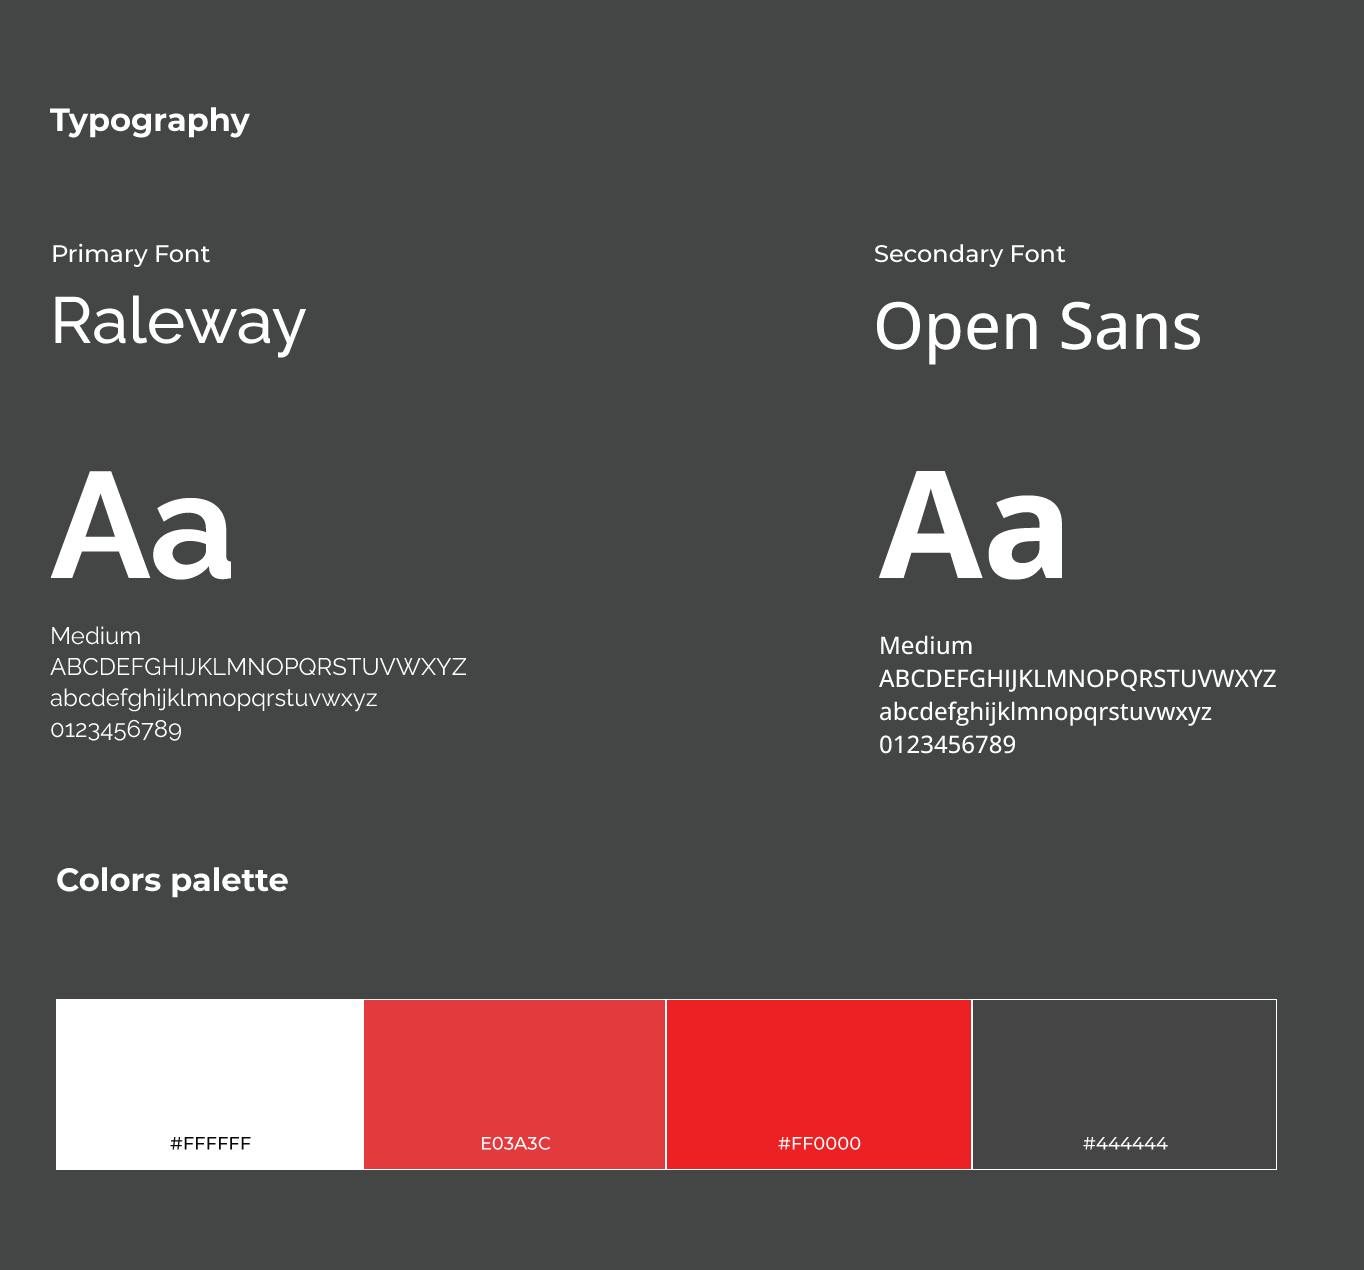 Typography
Primary Font
Raleway
Aa
Medium
ABCDEFGHIJKLMNOPQRSTUVWXYZ
abcdefghijklmnopqrstuvwxyz
0123456789
Secondary Font
Open Sans
Aa
Medium
ABCDEFGHIJKLMNOPQRSTUVWXYZ
abcdefghijklmnopqrstuvwxyz
0123456789
Colors palette
#FFFFFF
E03A3C
#FF0000
#444444